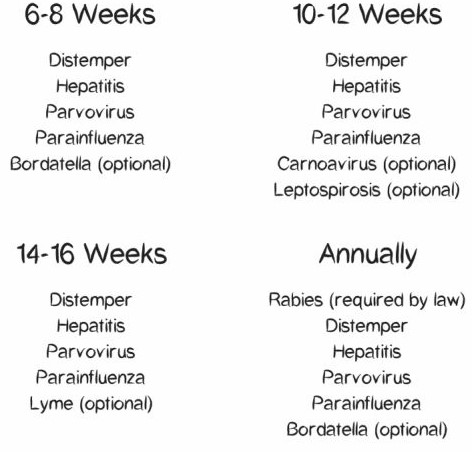 6-8 Weeks
Distemper
Hepatitis
Parvovirus
Parainfluenza
Bordatella (optional)
10-12 Weeks
Distemper
Hepatitis
Parvovirus
Parainfluenza
Carnoavirus (optional)
Leptospirosis (optional)
14-16 Weeks
Distemper
Hepatitis
Parvovirus
Parainfluenza
Lyme (optional)
Annually
Rabies (required by law)
Distemper
Hepatitis
Parvovirus
Parainfluenza
Bordatella (optional)